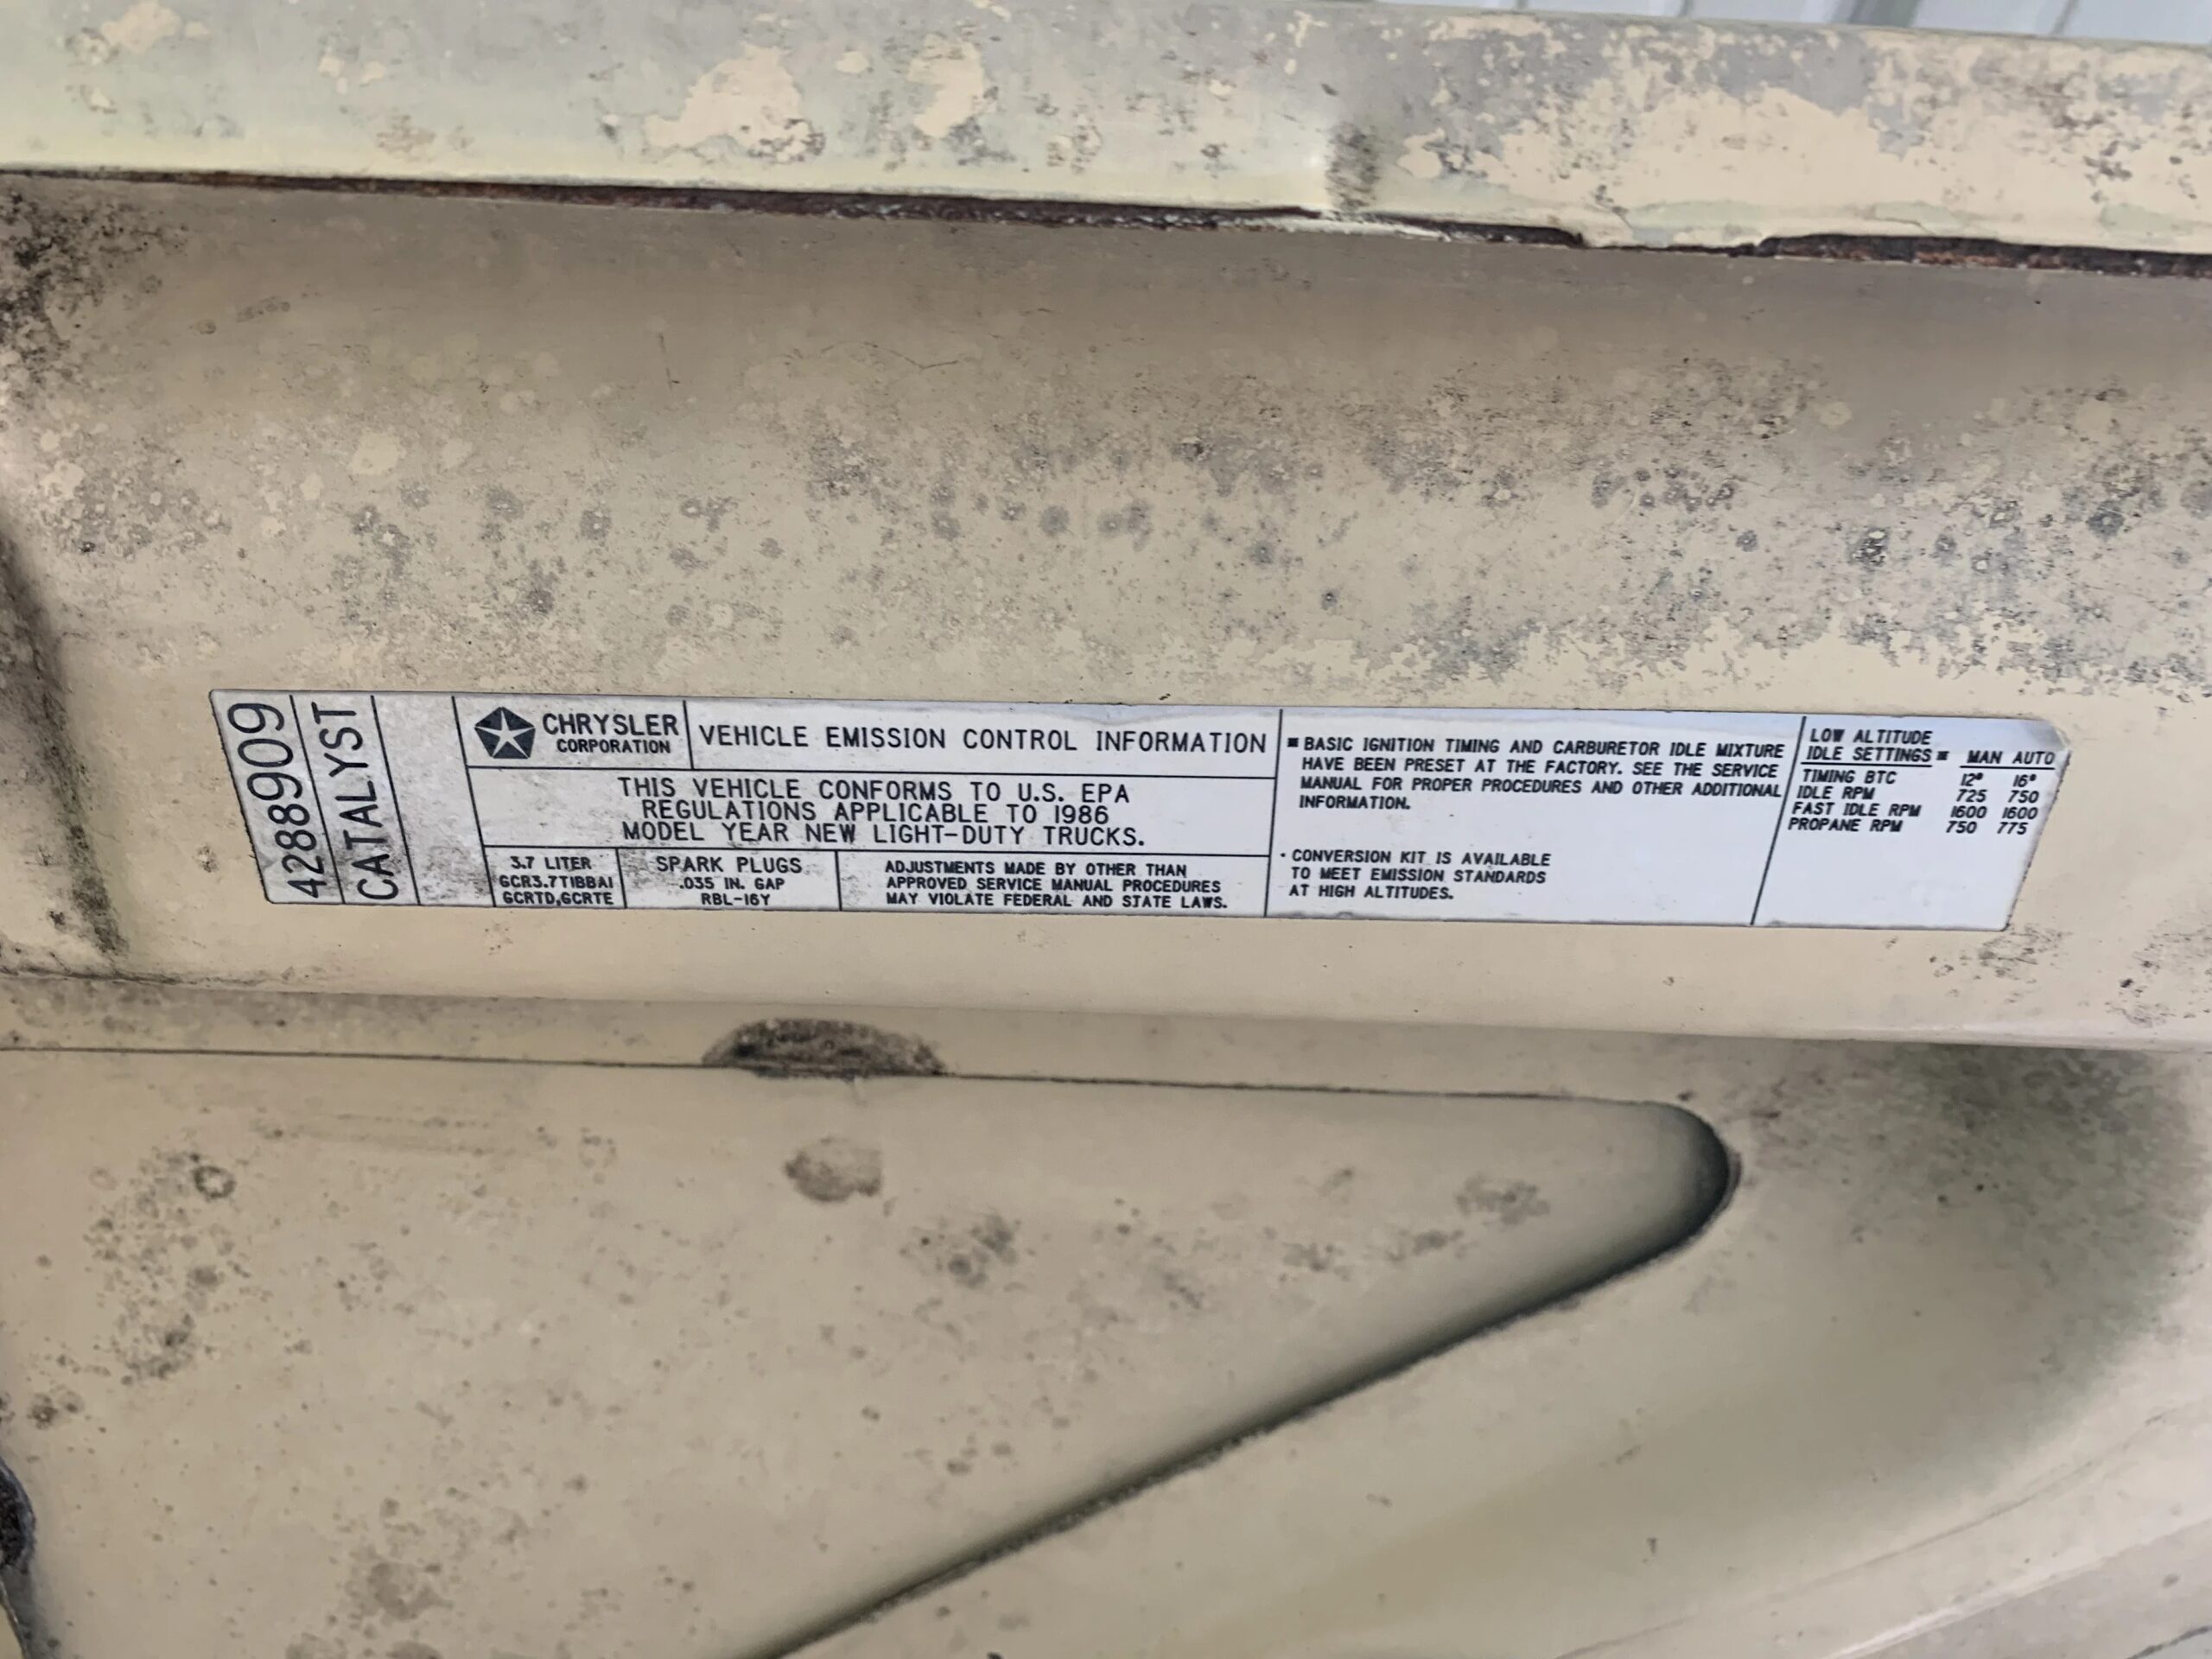 4288909
CATALYST
CHRYSLER
CORPORATION
VEHICLE EMISSION CONTROL INFORMATION
THIS VEHICLE CONFORMS TO U.S. EPA
REGULATIONS APPLICABLE TO 1986
MODEL YEAR NEW LIGHT-DUTY TRUCKS.
3.7 LITER
GCR3.7T1BBA1
GCRTD,GCRTE
SPARK PLUGS
.035 IN. GAP
RBL-16Y
ADJUSTMENTS MADE BY OTHER THAN
APPROVED SERVICE MANUAL PROCEDURES
MAY VIOLATE FEDERAL AND STATE LAWS.
▪ BASIC IGNITION TIMING AND CARBURETOR IDLE MIXTURE
HAVE BEEN PRESET AT THE FACTORY. SEE THE SERVICE
MANUAL FOR PROPER PROCEDURES AND OTHER ADDITIONAL
INFORMATION.
· CONVERSION KIT IS AVAILABLE
TO MEET EMISSION STANDARDS
AT HIGH ALTITUDES.
LOW ALTITUDE
IDLE SETTINGS ▪ MAN AUTO
TIMING BTC 12° 16°
IDLE RPM 725 750
FAST IDLE RPM 1600 1600
PROPANE RPM 750 775